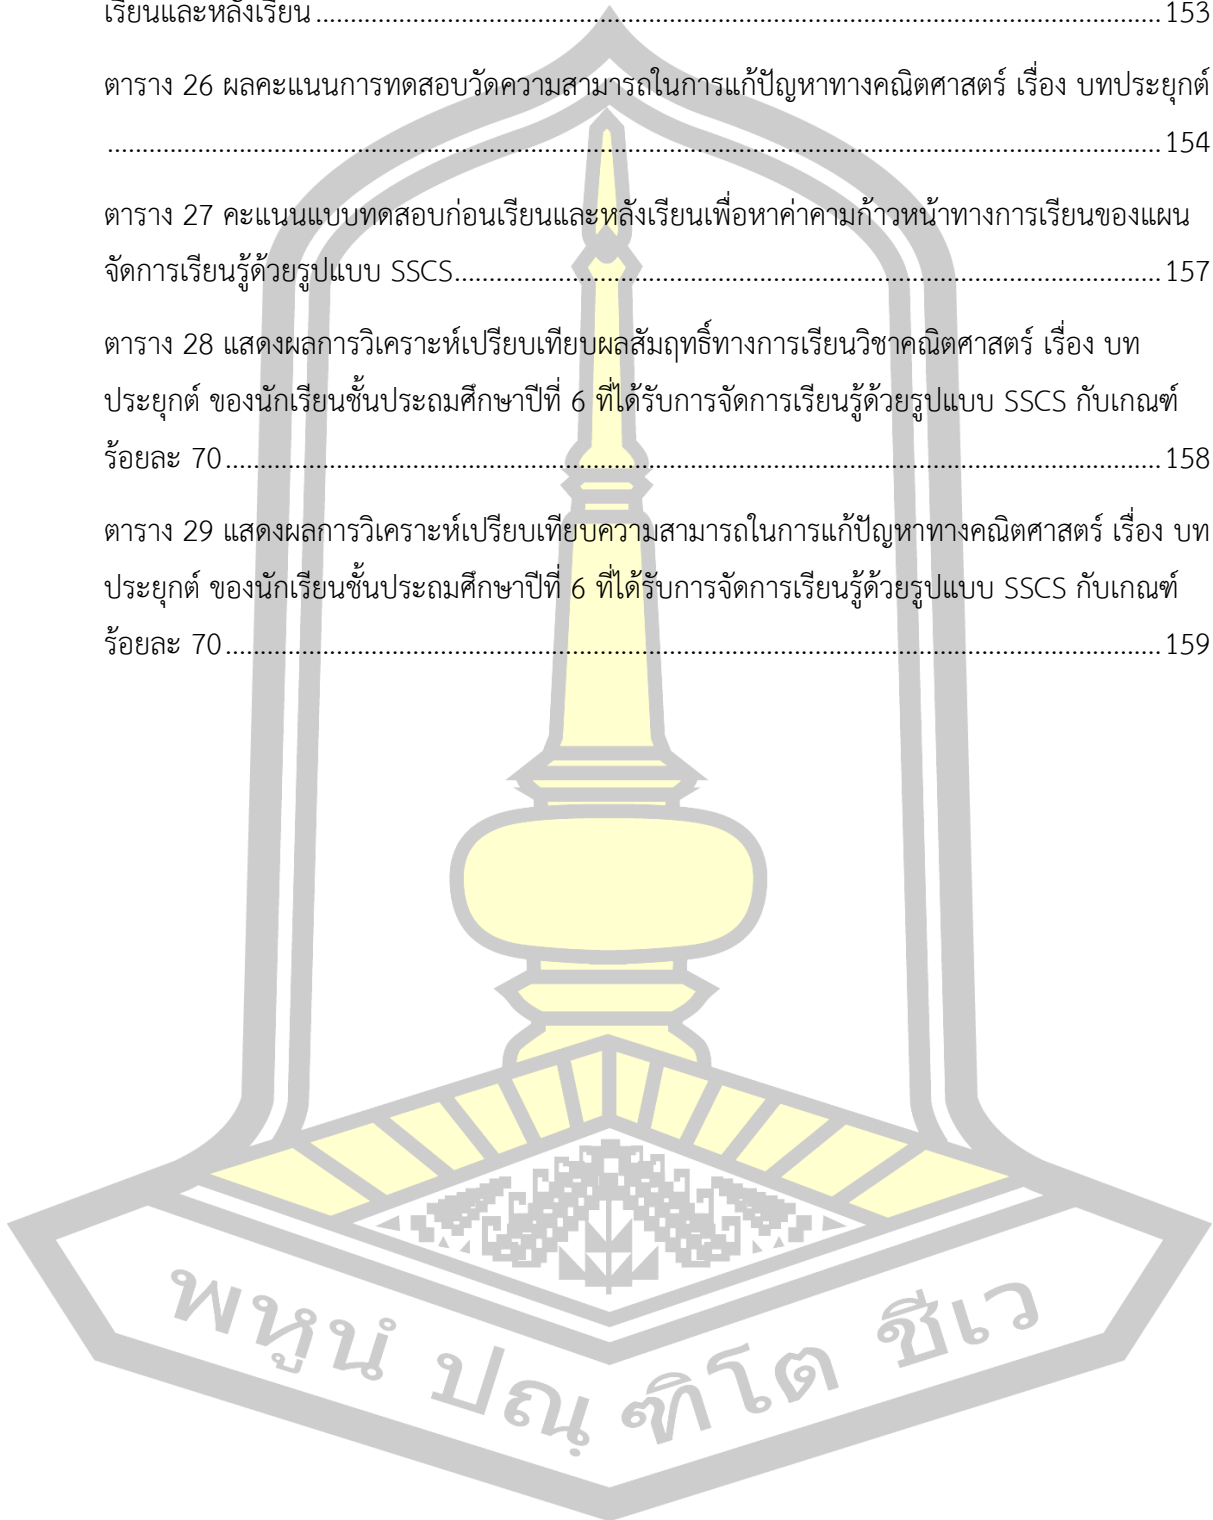 เรียนและหลังเรียน........................................................................................................................ 153
ตาราง 26 ผลคะแนนการทดสอบวัดความสามารถในการแก้ปัญหาทางคณิตศาสตร์ เรื่อง บทประยุกต์
........................................................................................................................................................ 154
ตาราง 27 คะแนนแบบทดสอบก่อนเรียนและหลังเรียนเพื่อหาค่าคามก้าวหน้าทางการเรียนของแผน
จัดการเรียนรู้ด้วยรูปแบบ SSCS..................................................................................................... 157
ตาราง 28 แสดงผลการวิเคราะห์เปรียบเทียบผลสัมฤทธิ์ทางการเรียนวิชาคณิตศาสตร์ เรื่อง บท
ประยุกต์ ของนักเรียนชั้นประถมศึกษาปีที่ 6 ที่ได้รับการจัดการเรียนรู้ด้วยรูปแบบ SSCS กับเกณฑ์
ร้อยละ 70...................................................................................................................................... 158
ตาราง 29 แสดงผลการวิเคราะห์เปรียบเทียบความสามารถในการแก้ปัญหาทางคณิตศาสตร์ เรื่อง บท
ประยุกต์ ของนักเรียนชั้นประถมศึกษาปีที่ 6 ที่ได้รับการจัดการเรียนรู้ด้วยรูปแบบ SSCS กับเกณฑ์
ร้อยละ 70...................................................................................................................................... 159
พหูนํ ปณฺฑิโต ชีเว